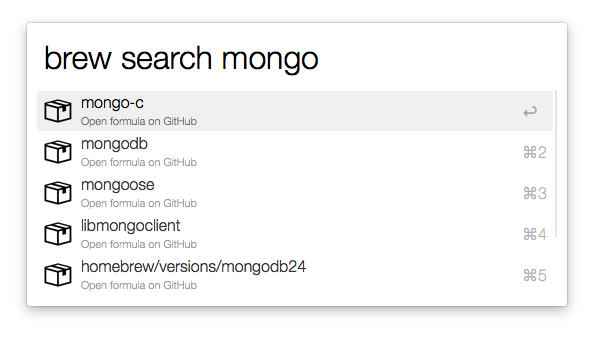 brew search mongo
mongo-c
Open formula on GitHub
↩
mongodb
Open formula on GitHub
⌘2
mongoose
Open formula on GitHub
⌘3
libmongoclient
Open formula on GitHub
⌘4
homebrew/versions/mongodb24
Open formula on GitHub
⌘5